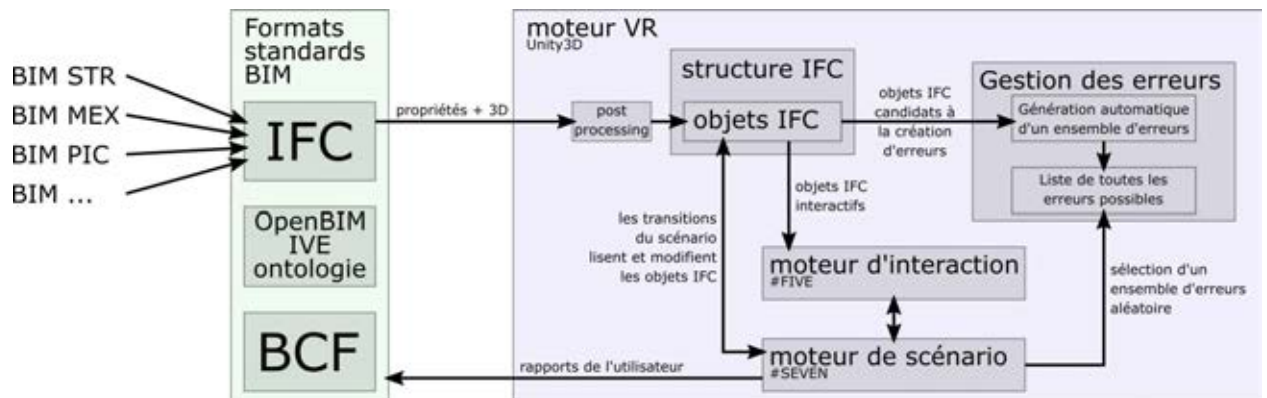 BIM STR
BIM MEX
BIM PIC
BIM ...
Formats
standards
BIM
IFC
OpenBIM
IVE
ontologie
BCF
propriétés + 3D
moteur VR
Unity3D
post
processing
structure IFC
objets IFC
objets IFC
candidats à
la création
d'erreurs
Gestion des erreurs
Génération automatique
d'un ensemble d'erreurs
Liste de toutes les
erreurs possibles
objets IFC
interactifs
les transitions
du scénario
lisent et modifient
les objets IFC
moteur d'interaction
#FIVE
sélection d'un
ensemble d'erreurs
aléatoire
moteur de scénario
#SEVEN
rapports de l'utilisateur